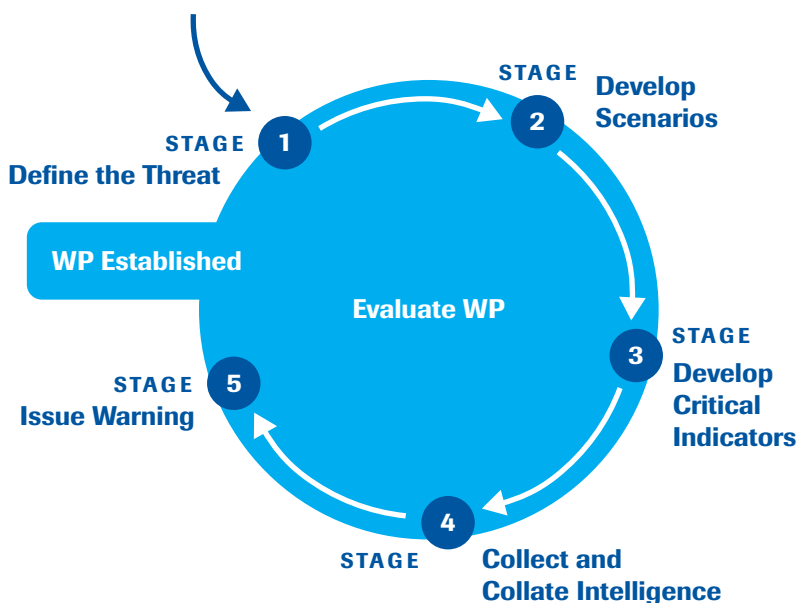 STAGE
1
Define the Threat
STAGE
2
Develop
Scenarios
WP Established
Evaluate WP
STAGE
3
Develop
Critical
Indicators
STAGE
4
Collect and
Collate Intelligence
STAGE
5
Issue Warning